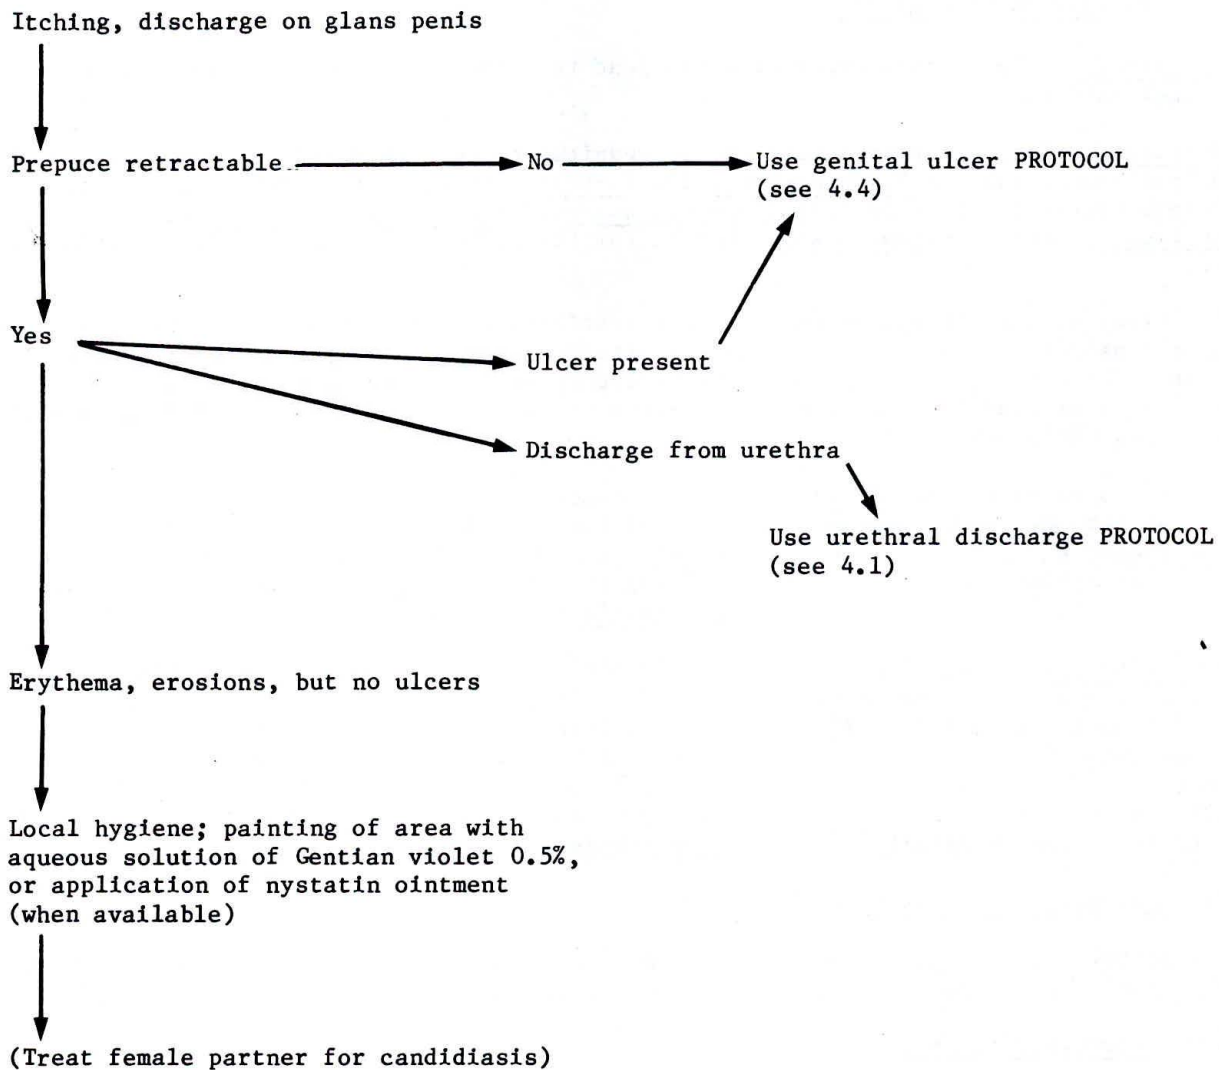 Itching, discharge on glans penis
Prepuce retractable
No
Use genital ulcer PROTOCOL
(see 4.4)
Yes
Ulcer present
Discharge from urethra
Use urethral discharge PROTOCOL
(see 4.1)
Erythema, erosions, but no ulcers
Local hygiene; painting of area with
aqueous solution of Gentian violet 0.5%,
or application of nystatin ointment
(when available)
(Treat female partner for candidiasis)